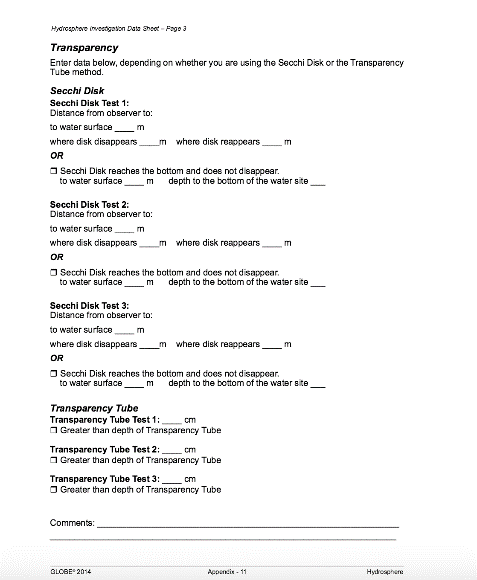 Hydrosphere Investigation Data Sheet – Page 3
Transparency
Enter data below, depending on whether you are using the Secchi Disk or the Transparency
Tube method.
Secchi Disk
Secchi Disk Test 1:
Distance from observer to:
to water surface ____ m
where disk disappears ____m where disk reappears ____ m
OR
❒ Secchi Disk reaches the bottom and does not disappear.
to water surface ____ m depth to the bottom of the water site ___
Secchi Disk Test 2:
Distance from observer to:
to water surface ____ m
where disk disappears ____m where disk reappears ____ m
OR
❒ Secchi Disk reaches the bottom and does not disappear.
to water surface ____ m depth to the bottom of the water site ___
Secchi Disk Test 3:
Distance from observer to:
to water surface ____ m
where disk disappears ____m where disk reappears ____ m
OR
❒ Secchi Disk reaches the bottom and does not disappear.
to water surface ____ m depth to the bottom of the water site ___
Transparency Tube
Transparency Tube Test 1: ____ cm
❒ Greater than depth of Transparency Tube
Transparency Tube Test 2: ____ cm
❒ Greater than depth of Transparency Tube
Transparency Tube Test 3: ____ cm
❒ Greater than depth of Transparency Tube
Comments: ____
GLOBE® 2014 Appendix - 11 Hydrosphere